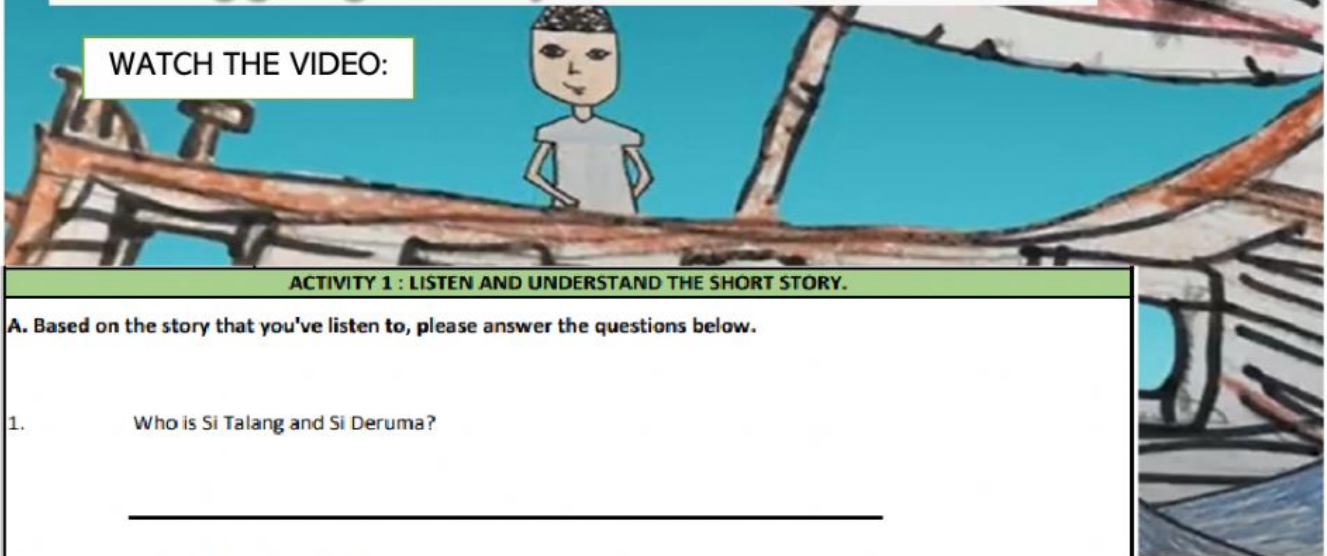 WATCH THE VIDEO:
ACTIVITY 1 : LISTEN AND UNDERSTAND THE SHORT STORY.
A. Based on the story that you've listen to, please answer the questions below.
1. Who is Si Talang and Si Deruma?